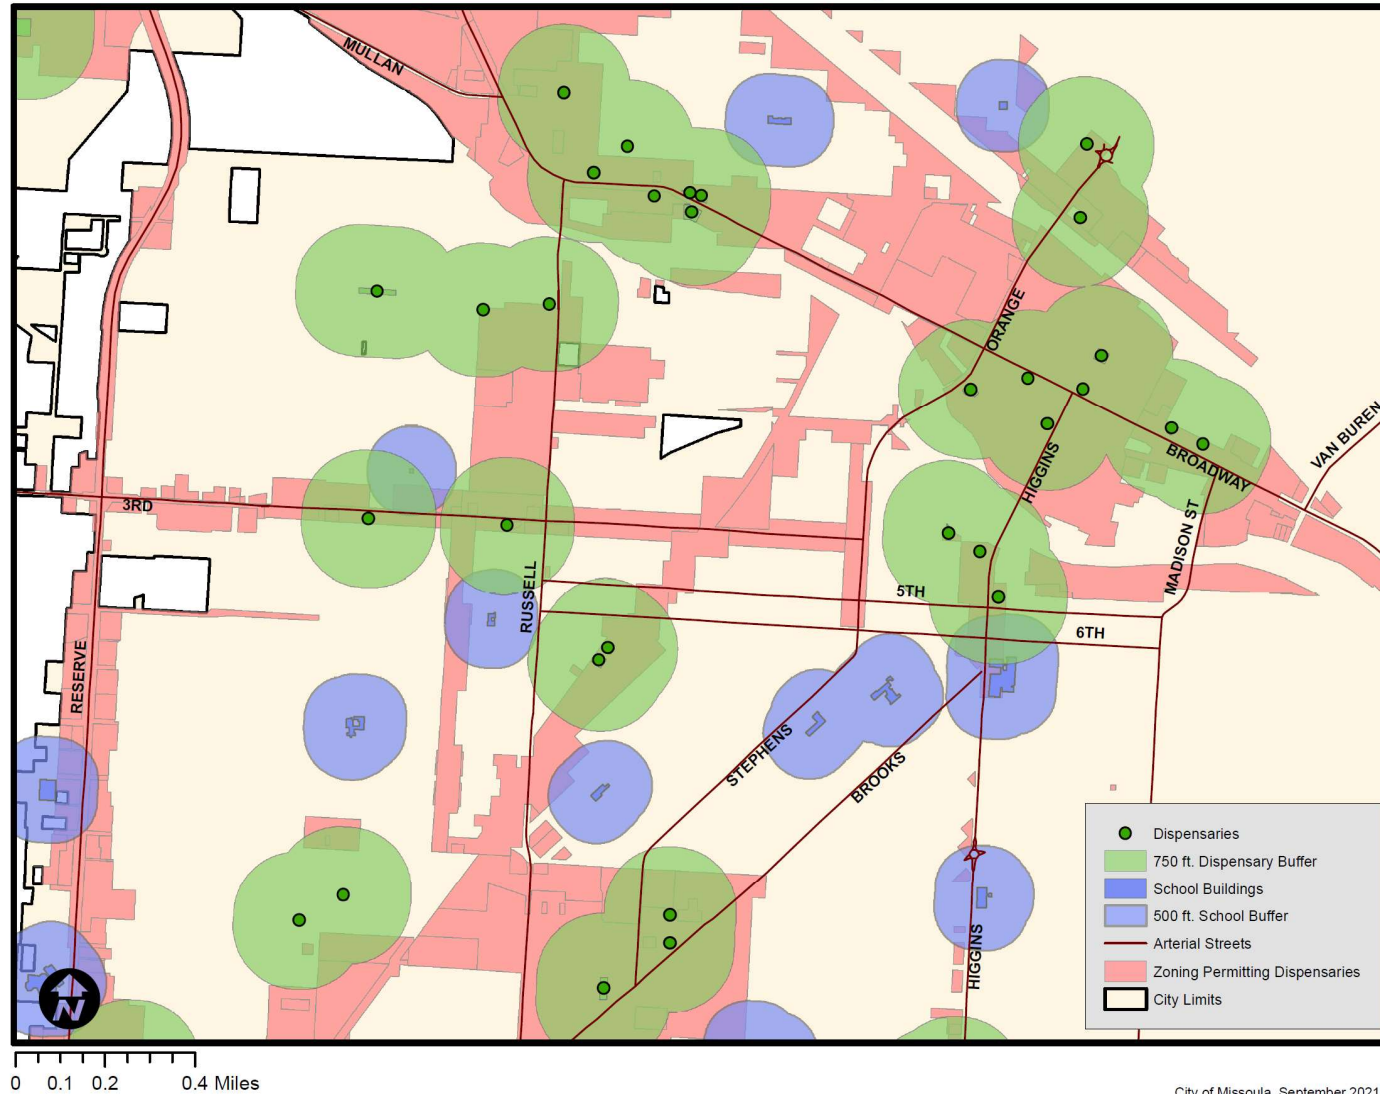 MULLAN
ORANGE
VAN BUREN
BROADWAY
HIGGINS
3RD
MADISON ST
RUSSELL
5TH
6TH
RESERVE
STEPHENS
BROOKS
HIGGINS
Dispensaries
750 ft. Dispensary Buffer
School Buildings
500 ft. School Buffer
Arterial Streets
Zoning Permitting Dispensaries
City Limits
N
0 0.1 0.2 0.4 Miles
City of Missoula, September 2021